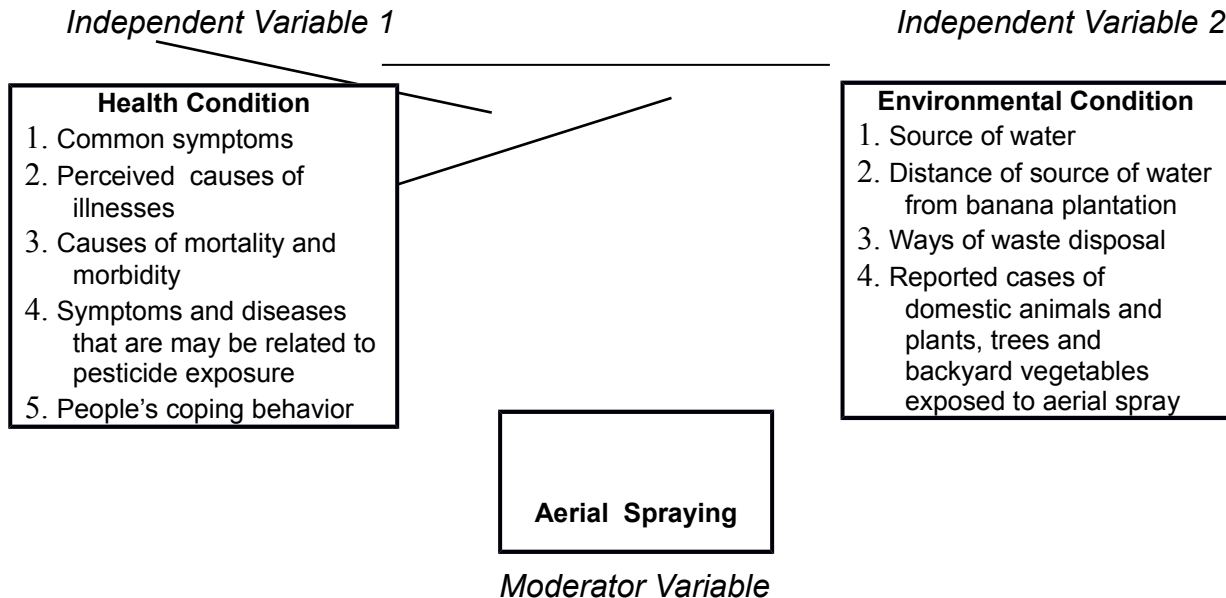 Independent Variable 1
Independent Variable 2
Health Condition
1. Common symptoms
2. Perceived causes of
illnesses
3. Causes of mortality and
morbidity
4. Symptoms and diseases
that are may be related to
pesticide exposure
5. People’s coping behavior
Environmental Condition
1. Source of water
2. Distance of source of water
from banana plantation
3. Ways of waste disposal
4. Reported cases of
domestic animals and
plants, trees and
backyard vegetables
exposed to aerial spray
Aerial Spraying
Moderator Variable